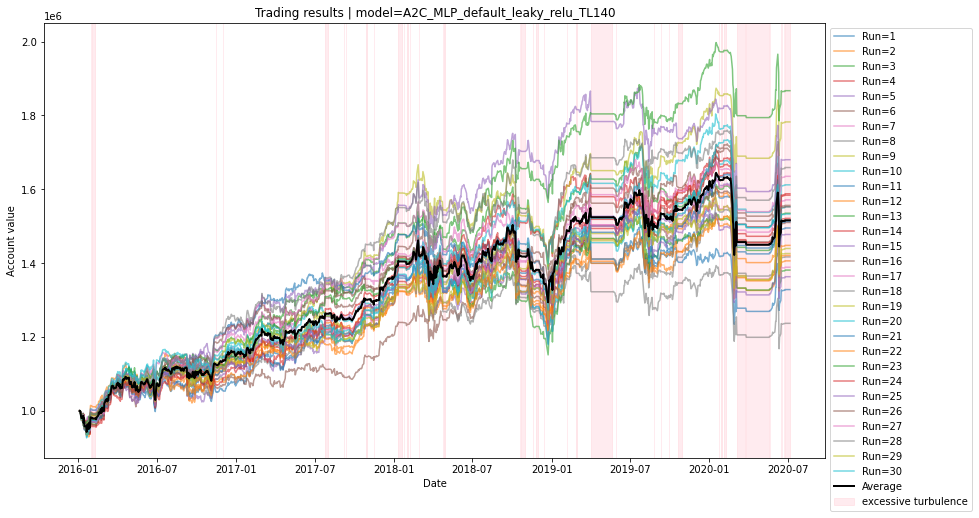 Trading results | model=A2C_MLP_default_leaky_relu_TL140
1e6
2.0
1.8
1.6
1.4
1.2
1.0
Account value
2016-01 2016-07 2017-01 2017-07 2018-01 2018-07 2019-01 2019-07 2020-01 2020-07
Date
Run=1
Run=2
Run=3
Run=4
Run=5
Run=6
Run=7
Run=8
Run=9
Run=10
Run=11
Run=12
Run=13
Run=14
Run=15
Run=16
Run=17
Run=18
Run=19
Run=20
Run=21
Run=22
Run=23
Run=24
Run=25
Run=26
Run=27
Run=28
Run=29
Run=30
Average
excessive turbulence